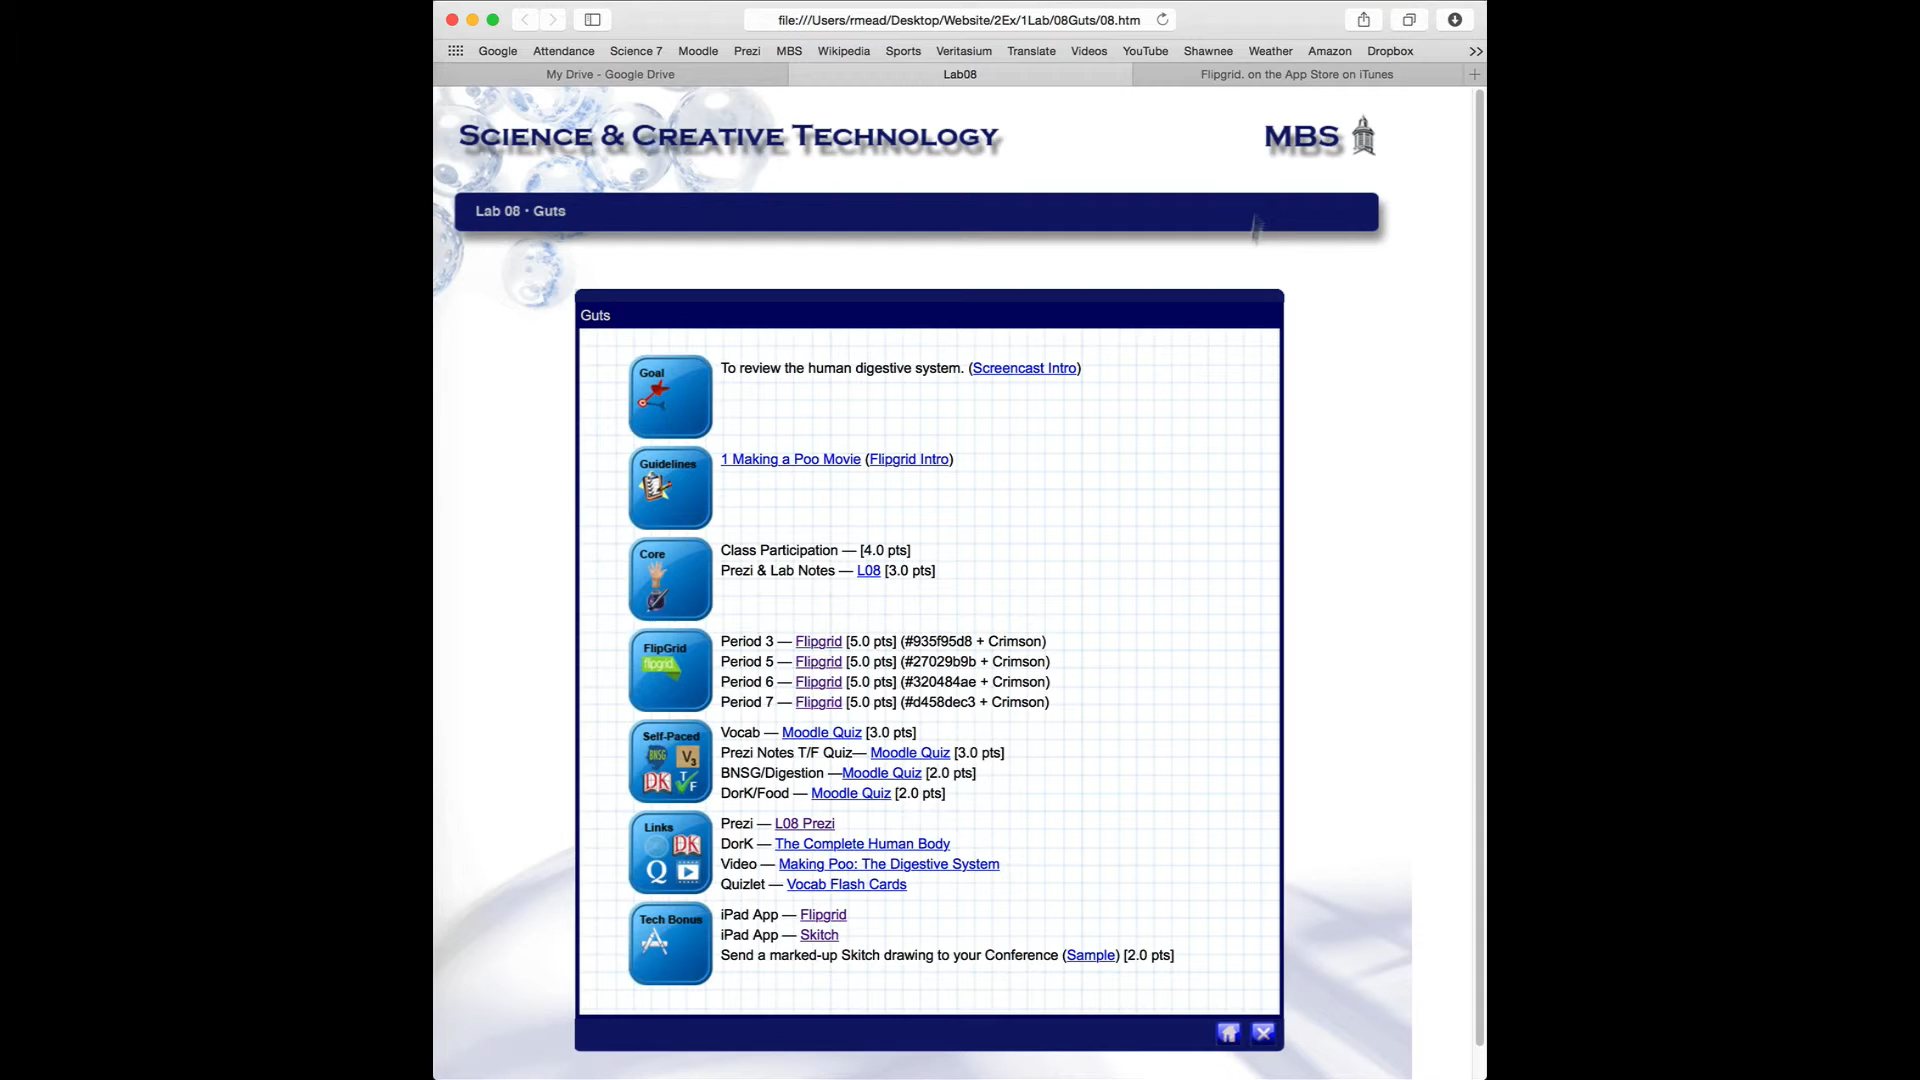 file:///Users/rmead/Desktop/Website/2Ex/1Lab/08Guts/08.htm
Google Attendance Science 7 Moodle Prezi MBS Wikipedia Sports Veritasium Translate Videos YouTube Shawnee Weather Amazon Dropbox >>
My Drive - Google Drive Lab08 Flipgrid. on the App Store on iTunes
Science & Creative Technology MBS
Lab 08 • Guts
Guts
Goal
To review the human digestive system. (Screencast Intro)
Guidelines
1 Making a Poo Movie (Flipgrid Intro)
Core
Class Participation — [4.0 pts]
Prezi & Lab Notes — L08 [3.0 pts]
FlipGrid
flipgrid
Period 3 — Flipgrid [5.0 pts] (#935f95d8 + Crimson)
Period 5 — Flipgrid [5.0 pts] (#27029b9b + Crimson)
Period 6 — Flipgrid [5.0 pts] (#320484ae + Crimson)
Period 7 — Flipgrid [5.0 pts] (#d458dec3 + Crimson)
Self-Paced
BNSG V3
DK T F
Vocab — Moodle Quiz [3.0 pts]
Prezi Notes T/F Quiz— Moodle Quiz [3.0 pts]
BNSG/Digestion —Moodle Quiz [2.0 pts]
DorK/Food — Moodle Quiz [2.0 pts]
Links
DK
Q
Prezi — L08 Prezi
DorK — The Complete Human Body
Video — Making Poo: The Digestive System
Quizlet — Vocab Flash Cards
Tech Bonus
iPad App — Flipgrid
iPad App — Skitch
Send a marked-up Skitch drawing to your Conference (Sample) [2.0 pts]